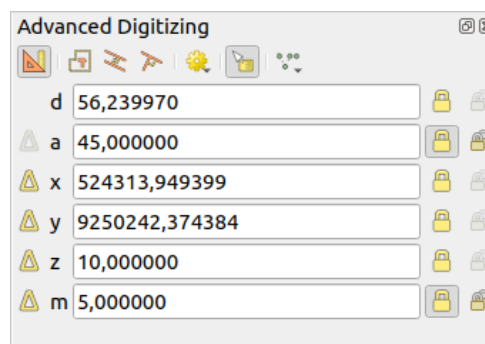 Advanced Digitizing
d 56,239970
a 45,000000
x 524313,949399
y 9250242,374384
z 10,000000
m 5,000000